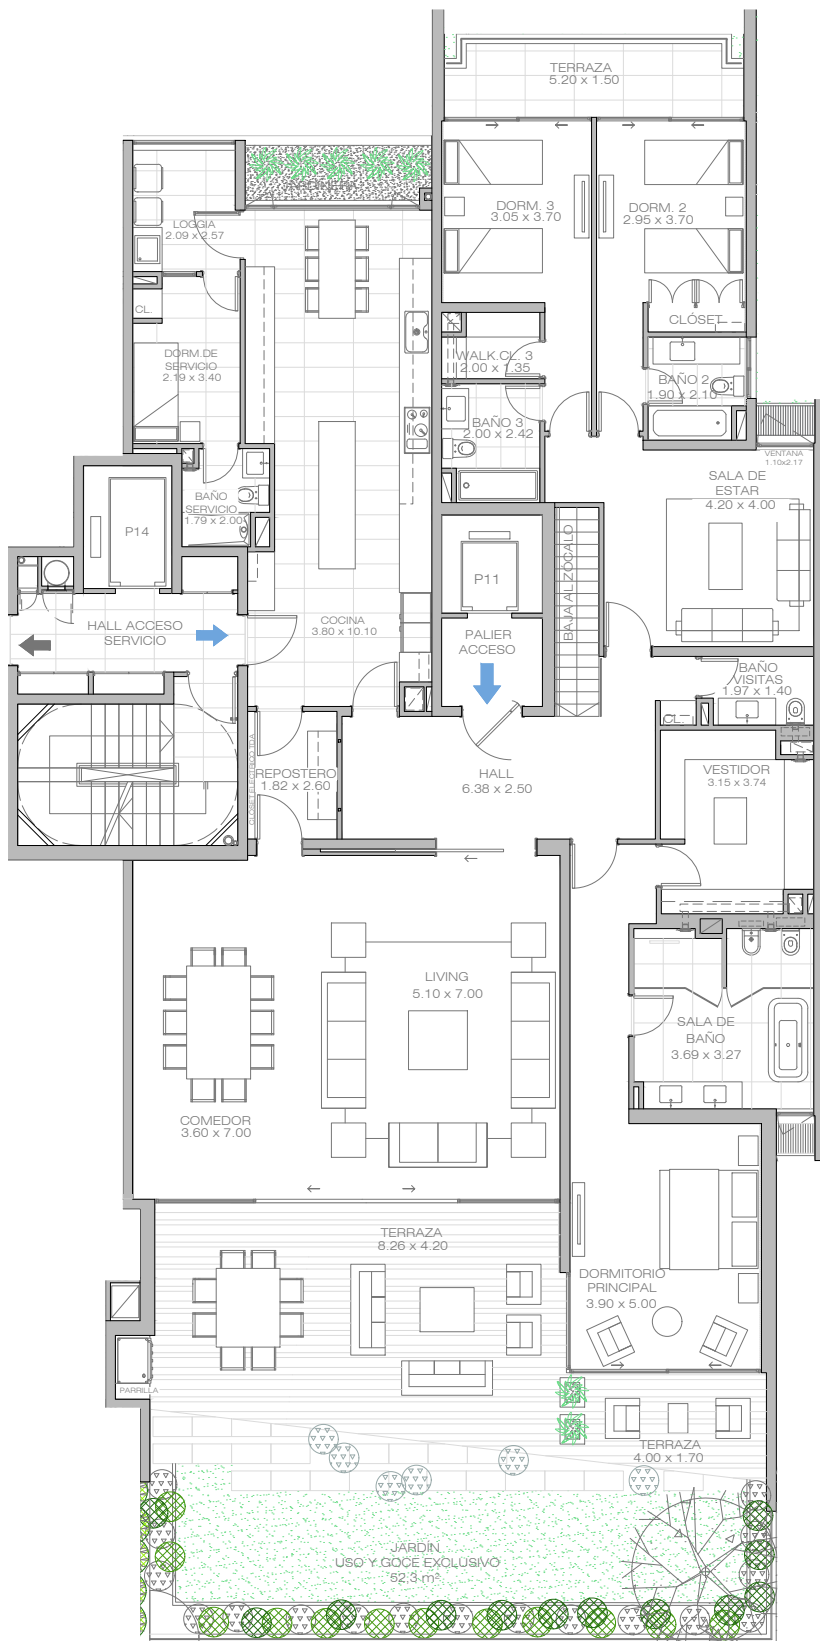 TERRAZA
5.20 x 1.50
JARDINERA
DORM. 3
3.05 x 3.70
DORM. 2
2.95 x 3.70
LOGGIA
2.09 x 2.57
CL.
CLÓSET
DORM.DE
SERVICIO
2.19 x 3.40
WALK.CL. 3
2.00 x 1.35
BAÑO 2
1.90 x 2.10
BAÑO 3
2.00 x 2.42
VENTANA
1.10x2.17
SALA DE
ESTAR
4.20 x 4.00
BAÑO
SERVICIO
1.79 x 2.00
P14
P11
BAJA AL ZÓCALO
HALL ACCESO
SERVICIO
COCINA
3.80 x 10.10
PALIER
ACCESO
BAÑO
VISITAS
1.97 x 1.40
CL.
CLOSET ELECTRICO TDA
REPOSTERO
1.82 x 2.60
HALL
6.38 x 2.50
VESTIDOR
3.15 x 3.74
LIVING
5.10 x 7.00
SALA DE
BAÑO
3.69 x 3.27
COMEDOR
3.60 x 7.00
TERRAZA
8.26 x 4.20
DORMITORIO
PRINCIPAL
3.90 x 5.00
PARRILLA
TERRAZA
4.00 x 1.70
JARDIN
USO Y GOCE EXCLUSIVO
52,3 m²